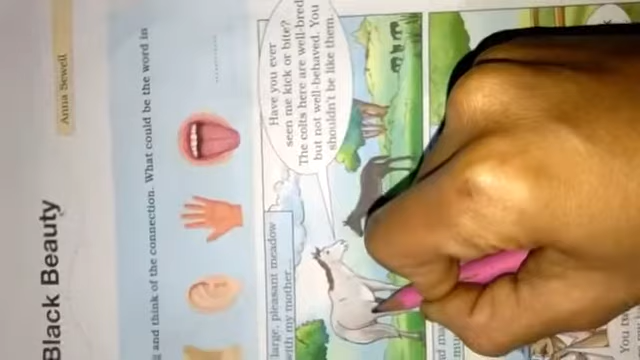 Black Beauty
Anna Sewell
g and think of the connection. What could be the word in
..............
large, pleasant meadow
with my mother...
Have you ever
seen me kick or bite?
The colts here are well-bred
but not well-behaved. You
shouldn't be like them.